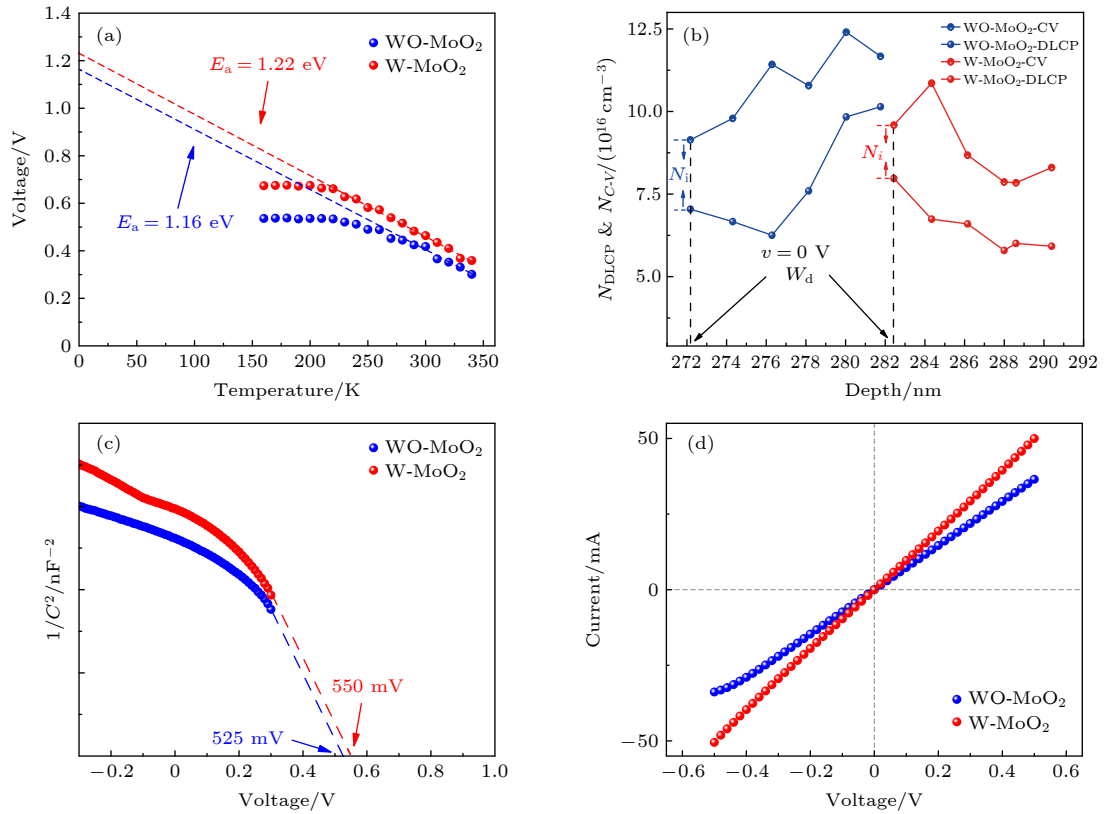 (a)
WO-MoO₂
W-MoO₂
Eₐ = 1.22 eV
Eₐ = 1.16 eV
Voltage/V
1.4
1.2
1.0
0.8
0.6
0.4
0.2
0
0 50 100 150 200 250 300 350
Temperature/K
(b)
WO-MoO₂-CV
WO-MoO₂-DLCP
W-MoO₂-CV
W-MoO₂-DLCP
Nᵢ
Nᵢ
v = 0 V
W_d
N_DLCP & N_C-V/(10¹⁶ cm⁻³)
12.5
10.0
7.5
5.0
272 274 276 278 280 282 284 286 288 290 292
Depth/nm
(c)
WO-MoO₂
W-MoO₂
550 mV
525 mV
1/C²/nF⁻²
−0.2 0 0.2 0.4 0.6 0.8 1.0
Voltage/V
(d)
WO-MoO₂
W-MoO₂
Current/mA
50
0
−50
−0.6 −0.4 −0.2 0 0.2 0.4 0.6
Voltage/V